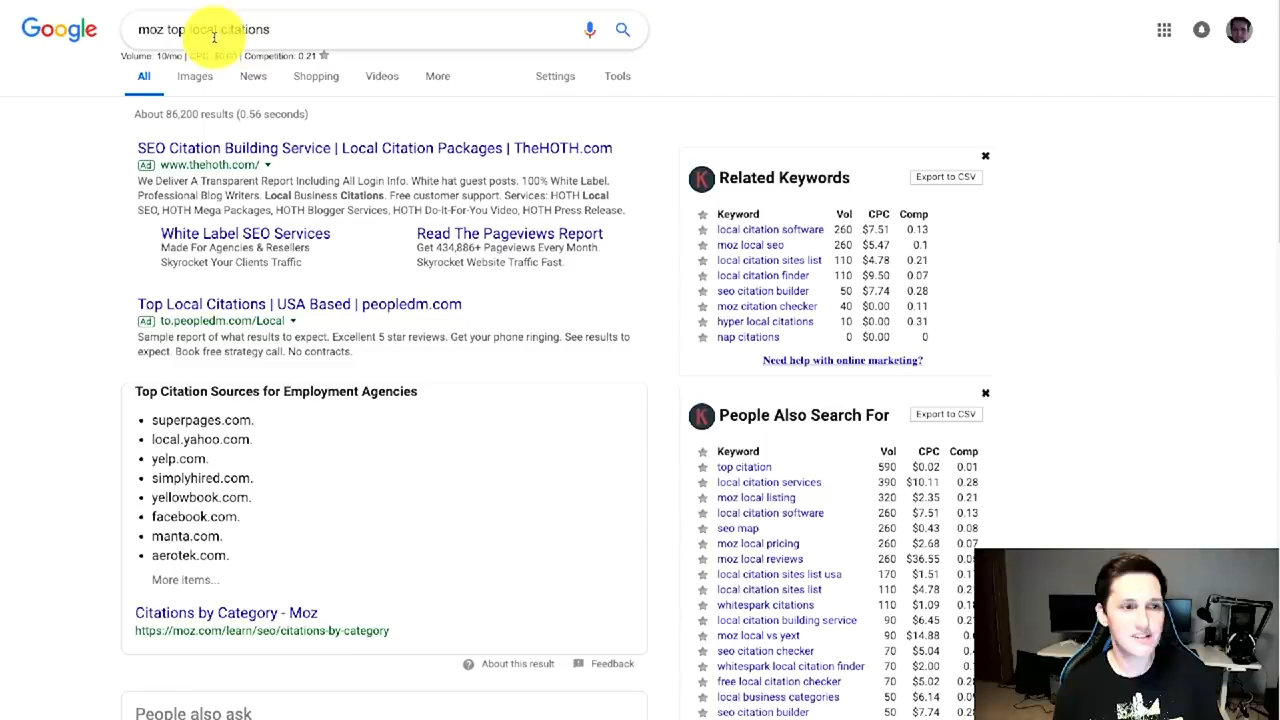 Google
moz top local citations
Volume: 10/mo | CPC: $0.60 | Competition: 0.21
All
Images
News
Shopping
Videos
More
Settings
Tools
About 86,200 results (0.56 seconds)
SEO Citation Building Service | Local Citation Packages | TheHOTH.com
Ad www.thehoth.com/
We Deliver A Transparent Report Including All Login Info. White hat guest posts. 100% White Label.
Professional Blog Writers. Local Business Citations. Free customer support. Services: HOTH Local
SEO, HOTH Mega Packages, HOTH Blogger Services, HOTH Do-It-For-You Video, HOTH Press Release.
White Label SEO Services
Made For Agencies & Resellers
Skyrocket Your Clients Traffic
Read The Pageviews Report
Get 434,886+ Pageviews Every Month.
Skyrocket Website Traffic Fast.
Top Local Citations | USA Based | peopledm.com
Ad to.peopledm.com/Local
Sample report of what results to expect. Excellent 5 star reviews. Get your phone ringing. See results to
expect. Book free strategy call. No contracts.
Top Citation Sources for Employment Agencies
• superpages.com.
• local.yahoo.com.
• yelp.com.
• simplyhired.com.
• yellowbook.com.
• facebook.com.
• manta.com.
• aerotek.com.
More items...
Citations by Category - Moz
https://moz.com/learn/seo/citations-by-category
About this result
Feedback
People also ask
K Related Keywords Export to CSV
Keyword Vol CPC Comp
local citation software 260 $7.51 0.13
moz local seo 260 $5.47 0.1
local citation sites list 110 $4.78 0.21
local citation finder 110 $9.50 0.07
seo citation builder 50 $7.74 0.28
moz citation checker 40 $0.00 0.11
hyper local citations 10 $0.00 0.31
nap citations 0 $0.00 0
Need help with online marketing?
K People Also Search For Export to CSV
Keyword Vol CPC Comp
top citation 590 $0.02 0.01
local citation services 390 $10.11 0.28
moz local listing 320 $2.35 0.21
local citation software 260 $7.51 0.13
seo map 260 $0.43 0.08
moz local pricing 260 $2.68 0.07
moz local reviews 260 $36.55
local citation sites list usa 170 $1.51
local citation sites list 110 $4.78
whitespark citations 110 $1.09
local citation building service 90 $6.45
moz local vs yext 90 $14.88
seo citation checker 70 $5.04
whitespark local citation finder 70 $2.00
free local citation checker 70 $5.02
local business categories 50 $6.14
seo citation builder 50 $7.74